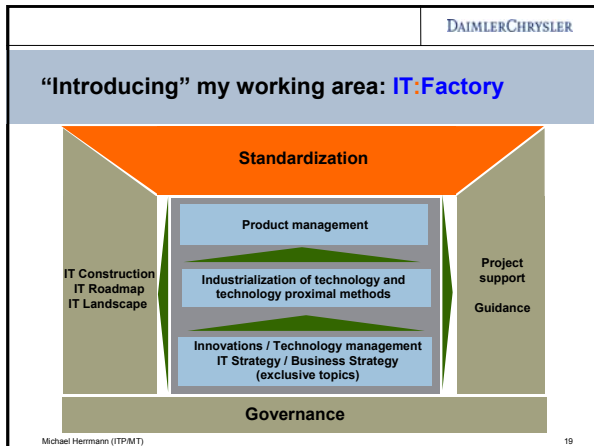 DAIMLERCHRYSLER
“Introducing” my working area: IT:Factory
Standardization
Product management
IT Construction
IT Roadmap
IT Landscape
Industrialization of technology and
technology proximal methods
Project
support
Guidance
Innovations / Technology management
IT Strategy / Business Strategy
(exclusive topics)
Governance
Michael Herrmann (ITP/MT)
19